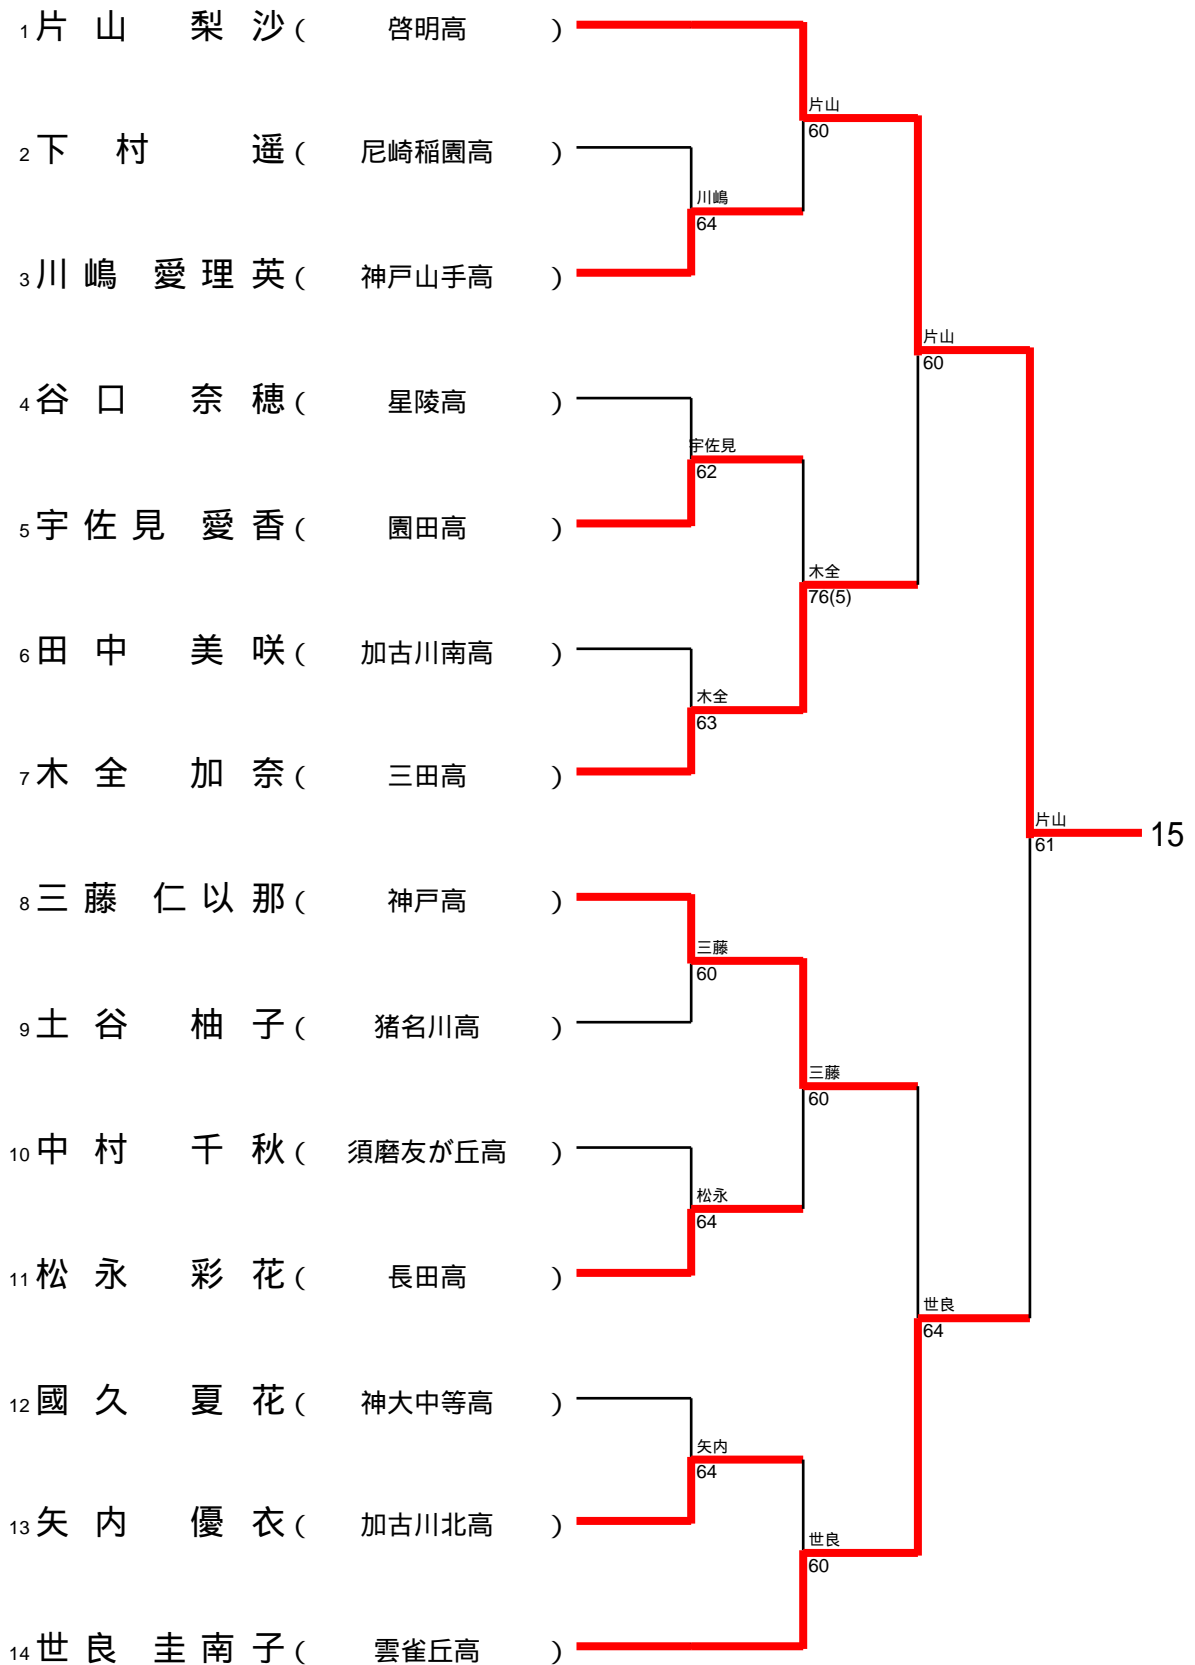 1 片山 梨沙 ( 啓明高 )
片山
60
2 下村 遥 ( 尼崎稲園高 )
川嶋
64
3 川嶋 愛理英 ( 神戸山手高 )
片山
60
4 谷口 奈穂 ( 星陵高 )
宇佐見
62
5 宇佐見 愛香 ( 園田高 )
木全
76(5)
6 田中 美咲 ( 加古川南高 )
木全
63
7 木全 加奈 ( 三田高 )
片山
61
15
8 三藤 仁以那 ( 神戸高 )
三藤
60
9 土谷 柚子 ( 猪名川高 )
三藤
60
10 中村 千秋 ( 須磨友が丘高 )
松永
64
11 松永 彩花 ( 長田高 )
世良
64
12 國久 夏花 ( 神大中等高 )
矢内
64
13 矢内 優衣 ( 加古川北高 )
世良
60
14 世良 圭南子 ( 雲雀丘高 )